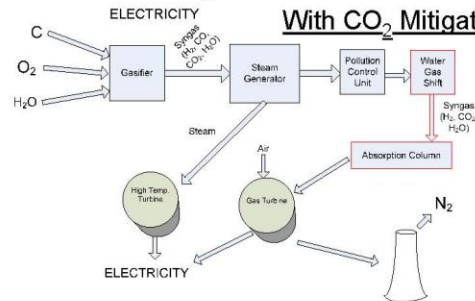 ELECTRICITY
With CO2 Mitigat
C
O2
H2O
Gasifier
Syngas
(H2, CO,
CO2, H2O)
Steam
Generator
Pollution
Control
Unit
Water
Gas
Shift
Syngas
(H2, CO2,
H2O)
Steam
Air
Absorption Column
High Temp.
Turbine
Gas Turbine
N2
ELECTRICITY